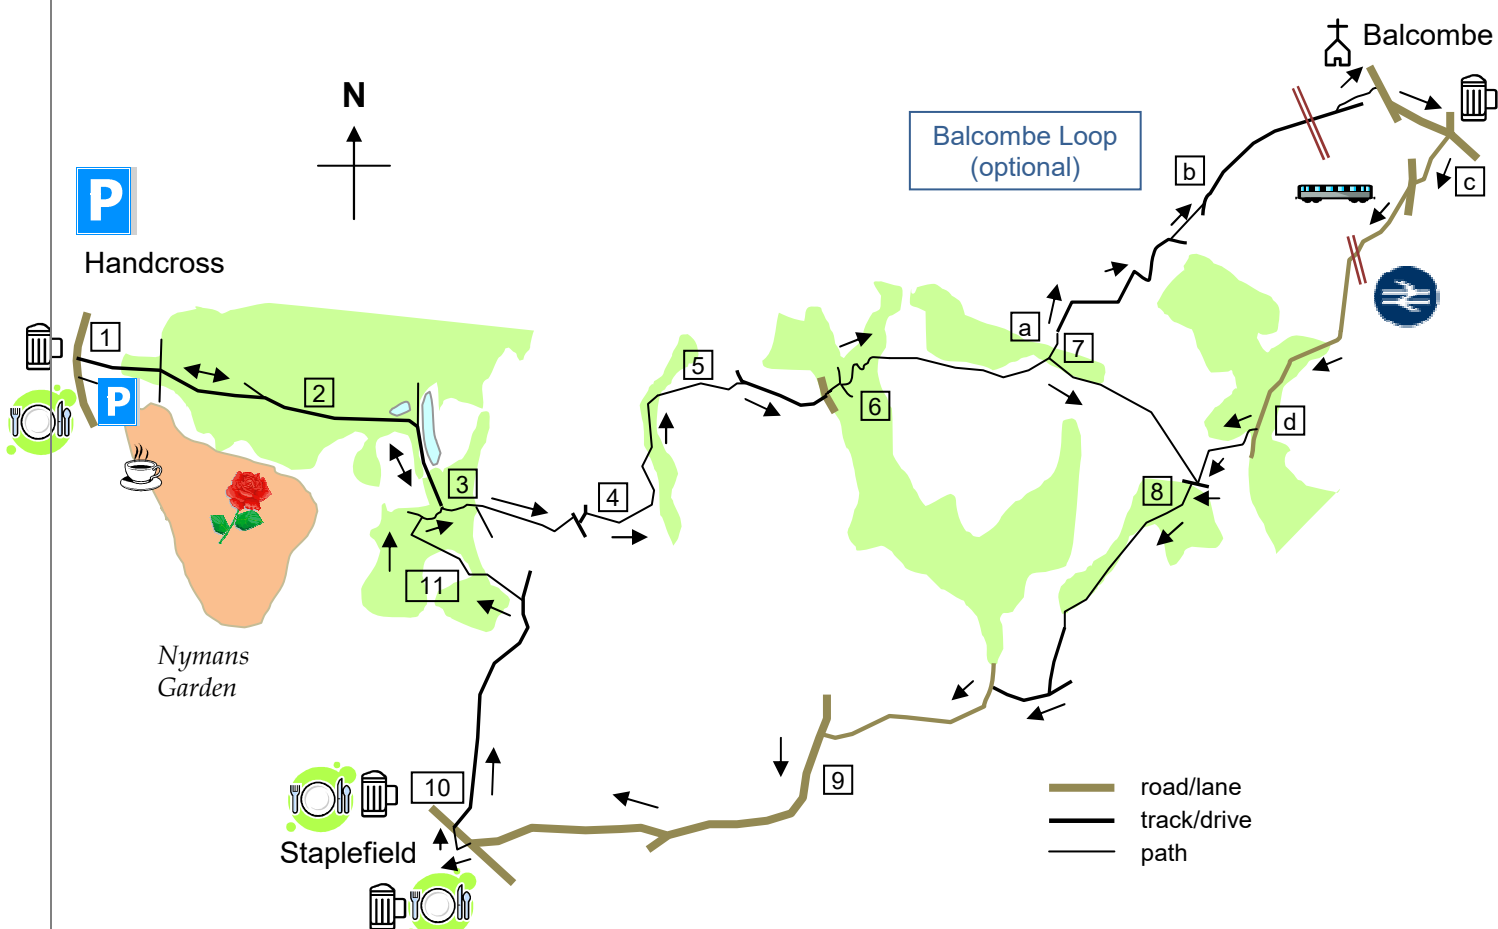 Balcombe
N
Balcombe Loop
(optional)
b
c
P
Handcross
1
a
7
5
2
P
6
d
3
4
8
11
Nymans
Garden
10
9
road/lane
track/drive
path
Staplefield